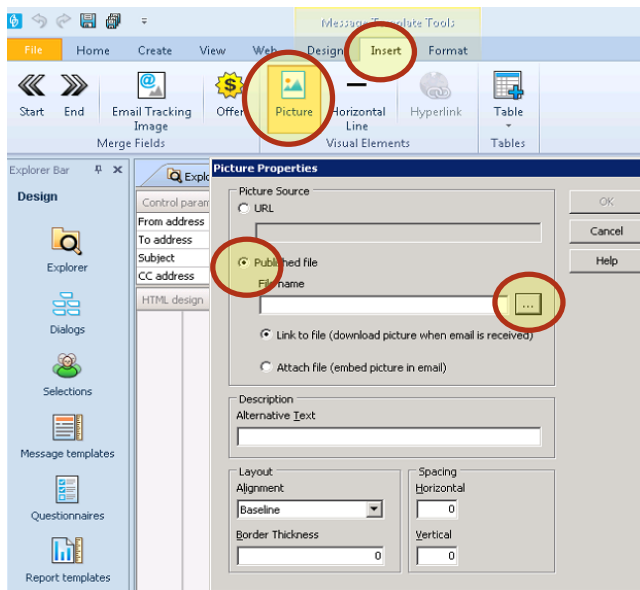 Message Template Tools
File Home Create View Web Design Insert Format
Start End Email Tracking Image Offer Picture Horizontal Line Hyperlink Table
Merge Fields Visual Elements Tables
Explorer Bar
Design
Explorer
Dialogs
Selections
Message templates
Questionnaires
Report templates
Control param
From address
To address
Subject
CC address
HTML design
Picture Properties
Picture Source
URL
Published file
File name
...
Link to file (download picture when email is received)
Attach file (embed picture in email)
Description
Alternative Text
Layout
Alignment
Baseline
Border Thickness
0
Spacing
Horizontal
0
Vertical
0
OK
Cancel
Help